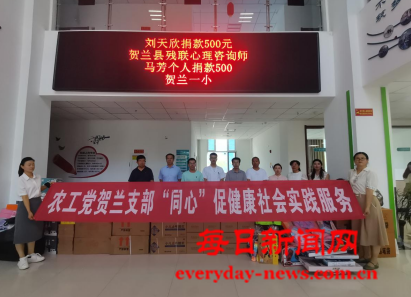 刘天欣捐款500元
贺兰县残联心理咨询师
马芳个人捐款500
贺兰一小
农工党贺兰支部“同心”促健康社会实践服务
每日新闻网
everyday-news.com.cn